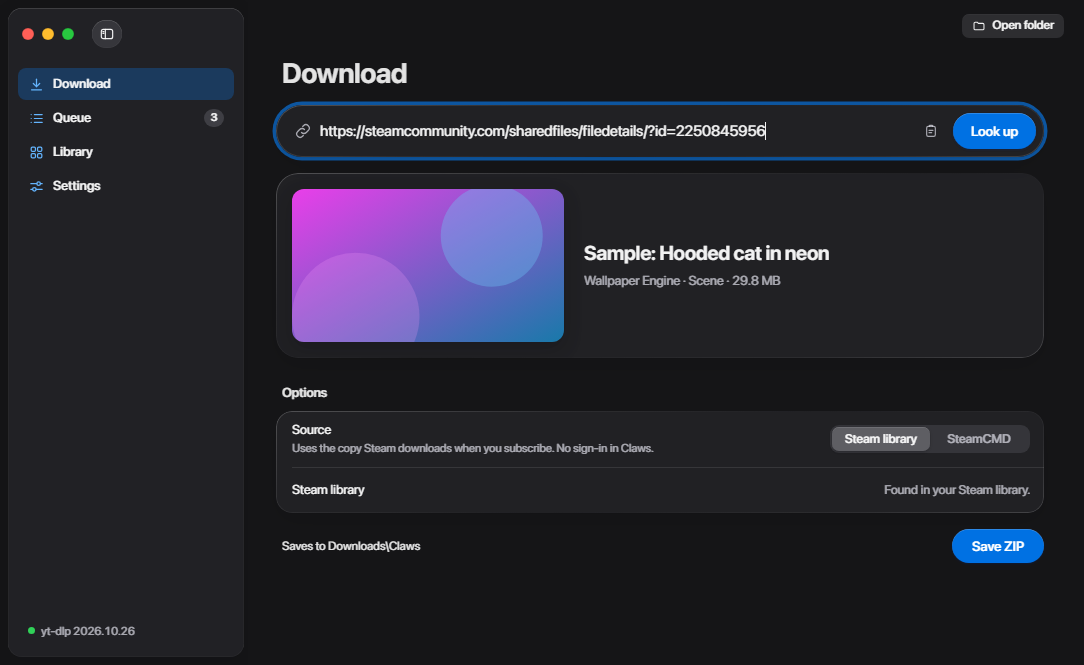 Open folder
Download
Queue
3
Library
Settings
Download
https://steamcommunity.com/sharedfiles/filedetails/?id=2250845956
Look up
Sample: Hooded cat in neon
Wallpaper Engine · Scene · 29.8 MB
Options
Source
Uses the copy Steam downloads when you subscribe. No sign-in in Claws.
Steam library
SteamCMD
Steam library
Found in your Steam library.
Saves to Downloads\Claws
Save ZIP
yt-dlp 2026.10.26